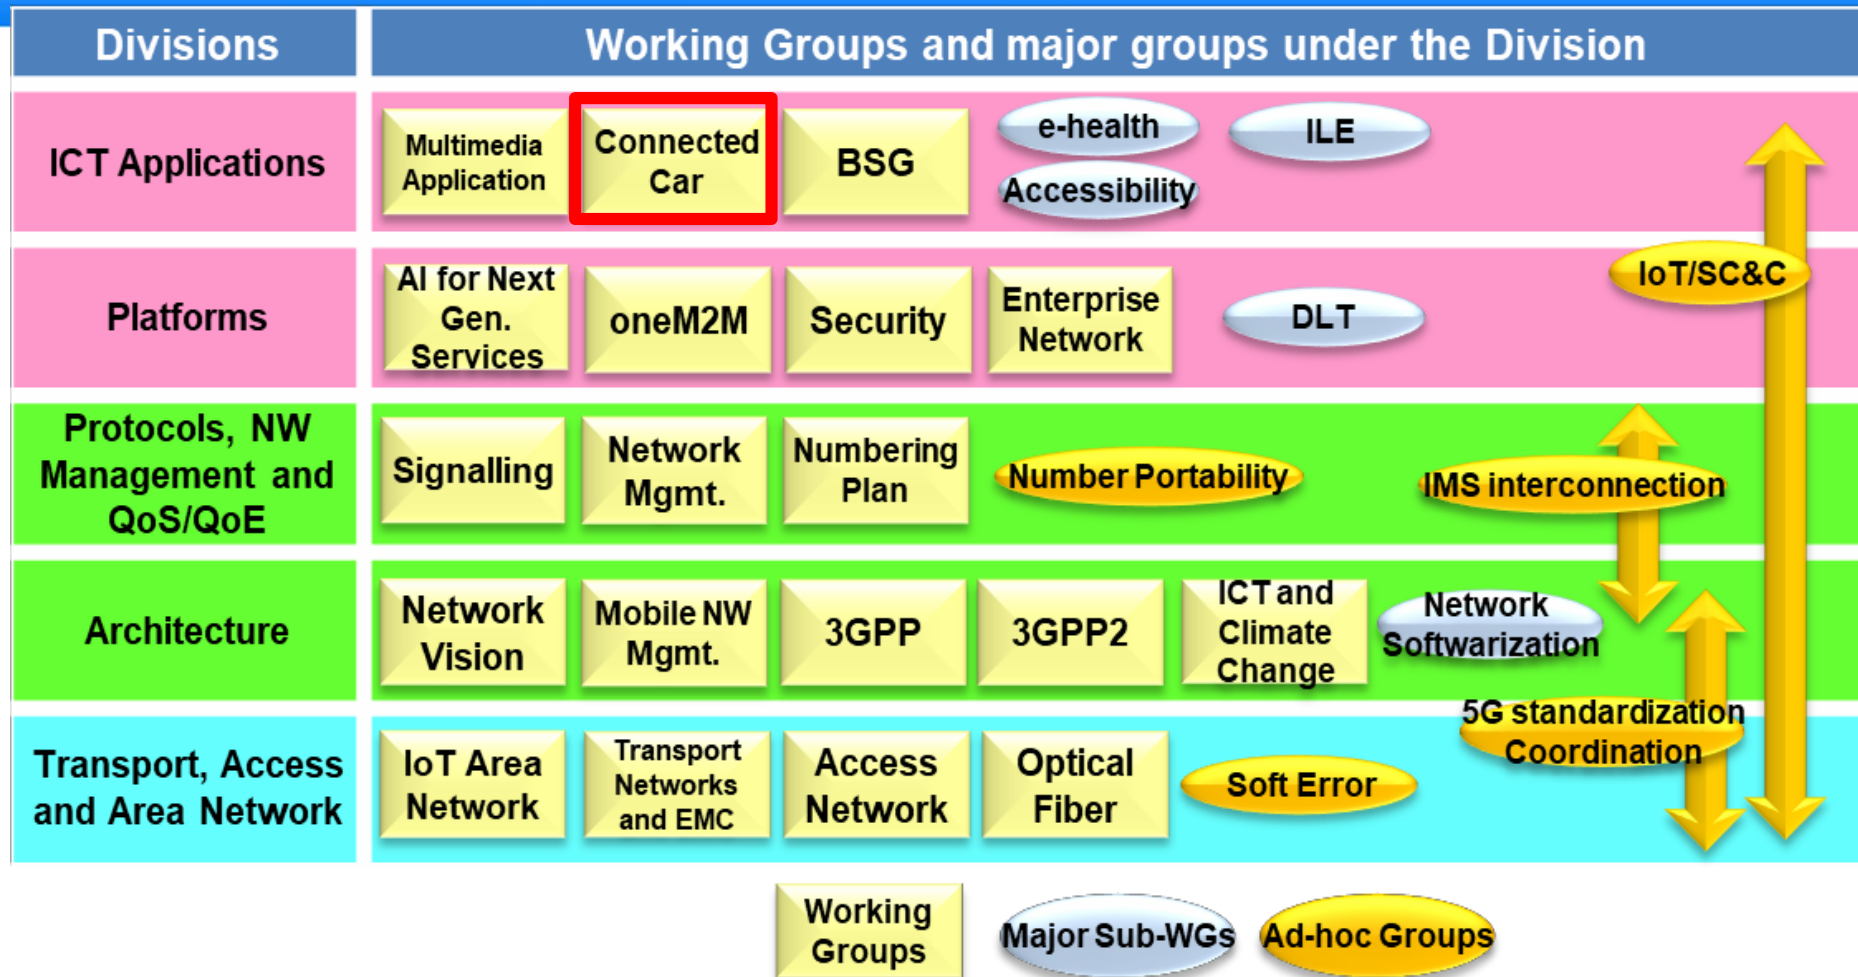 Divisions
Working Groups and major groups under the Division
ICT Applications
Multimedia
Application
Connected
Car
BSG
e-health
Accessibility
ILE
Platforms
AI for Next
Gen.
Services
oneM2M
Security
Enterprise
Network
DLT
IoT/SC&C
Protocols, NW
Management and
QoS/QoE
Signalling
Network
Mgmt.
Numbering
Plan
Number Portability
IMS interconnection
Architecture
Network
Vision
Mobile NW
Mgmt.
3GPP
3GPP2
ICT and
Climate
Change
Network
Softwarization
5G standardization
Coordination
Transport, Access
and Area Network
IoT Area
Network
Transport
Networks
and EMC
Access
Network
Optical
Fiber
Soft Error
Working
Groups
Major Sub-WGs
Ad-hoc Groups